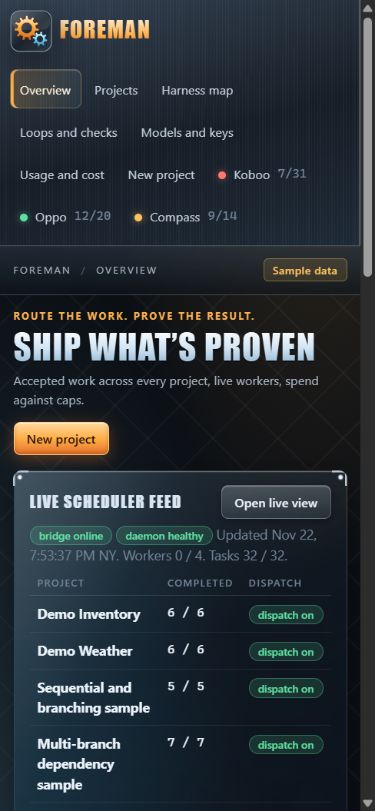 FOREMAN
Overview Projects Harness map
Loops and checks Models and keys
Usage and cost New project Koboo 7/31
Oppo 12/20 Compass 9/14
FOREMAN / OVERVIEW Sample data
ROUTE THE WORK. PROVE THE RESULT.
SHIP WHAT’S PROVEN
Accepted work across every project, live workers, spend
against caps.
New project
LIVE SCHEDULER FEED Open live view
bridge online daemon healthy Updated Nov 22,
7:53:37 PM NY. Workers 0 / 4. Tasks 32 / 32.
PROJECT COMPLETED DISPATCH
Demo Inventory 6 / 6 dispatch on
Demo Weather 6 / 6 dispatch on
Sequential and 5 / 5 dispatch on
branching sample
Multi-branch 7 / 7 dispatch on
dependency
sample